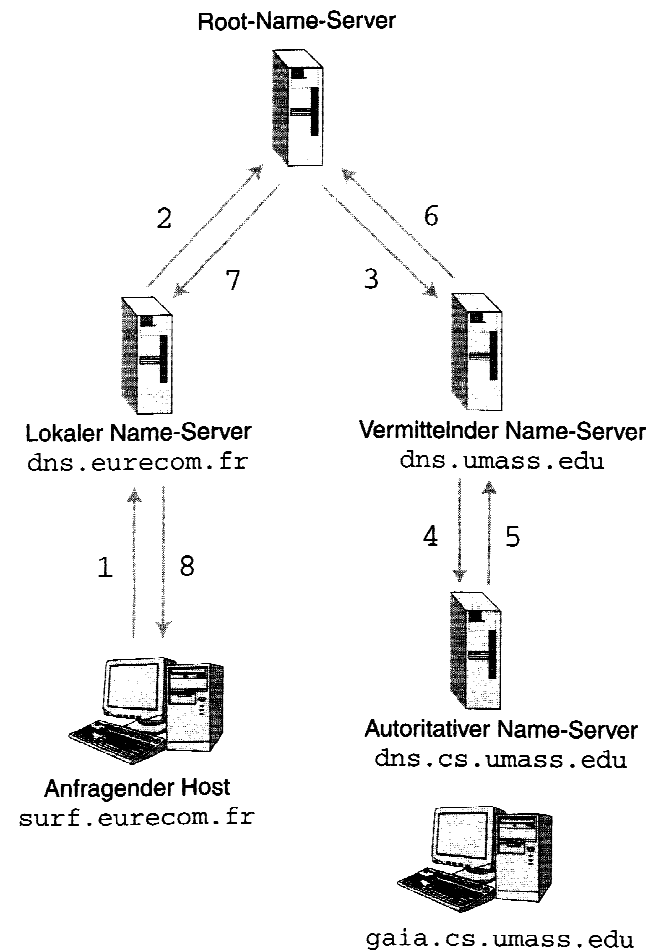 Root-Name-Server
2
6
7
3
Lokaler Name-Server
dns.eurecom.fr
Vermittelnder Name-Server
dns.umass.edu
1
8
4
5
Autoritativer Name-Server
dns.cs.umass.edu
Anfragender Host
surf.eurecom.fr
gaia.cs.umass.edu